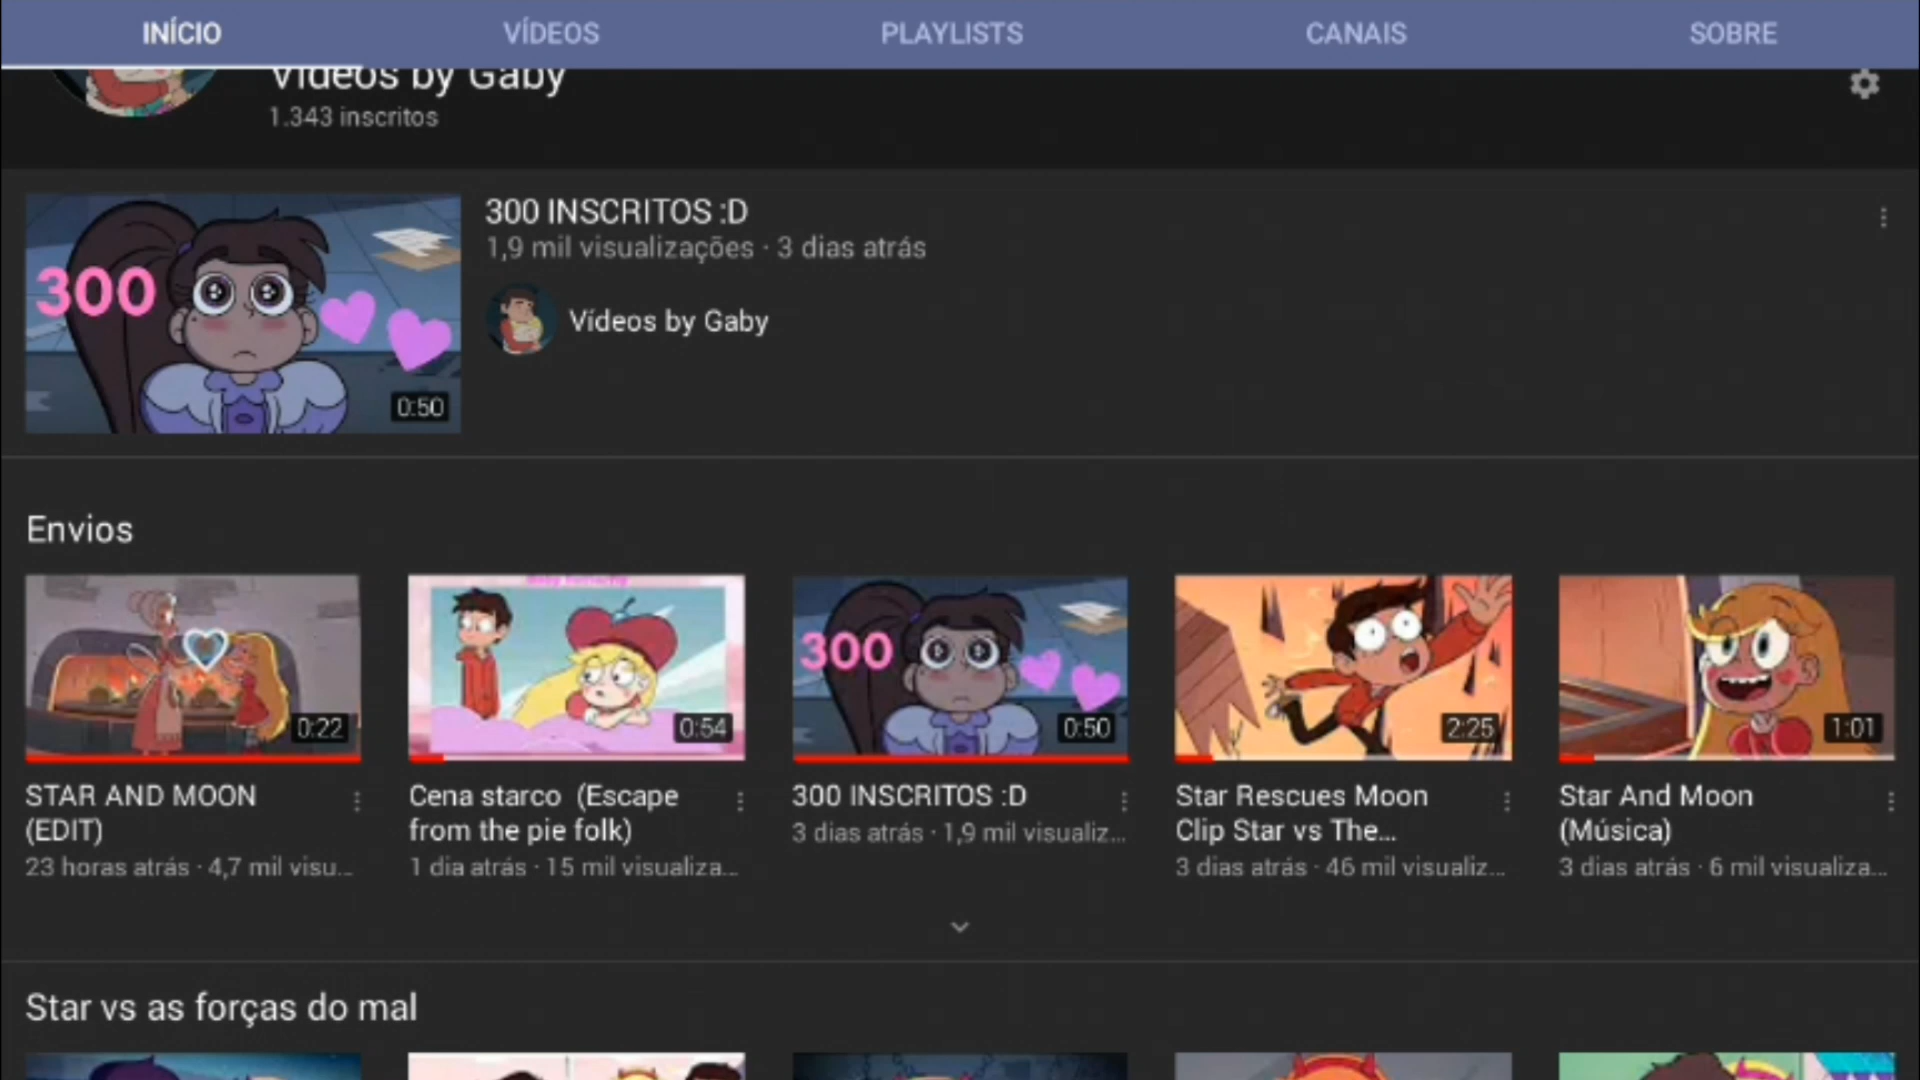 INÍCIO
VÍDEOS
PLAYLISTS
CANAIS
SOBRE
Vídeos by Gaby
1.343 inscritos
300
0:50
300 INSCRITOS :D
1,9 mil visualizações · 3 dias atrás
Vídeos by Gaby
Envios
0:22
STAR AND MOON
(EDIT)
23 horas atrás · 4,7 mil visu...
0:54
Cena starco (Escape
from the pie folk)
1 dia atrás · 15 mil visualiza...
300
0:50
300 INSCRITOS :D
3 dias atrás · 1,9 mil visualiz...
2:25
Star Rescues Moon
Clip Star vs The...
3 dias atrás · 46 mil visualiz...
1:01
Star And Moon
(Música)
3 dias atrás · 6 mil visualiza...
Star vs as forças do mal